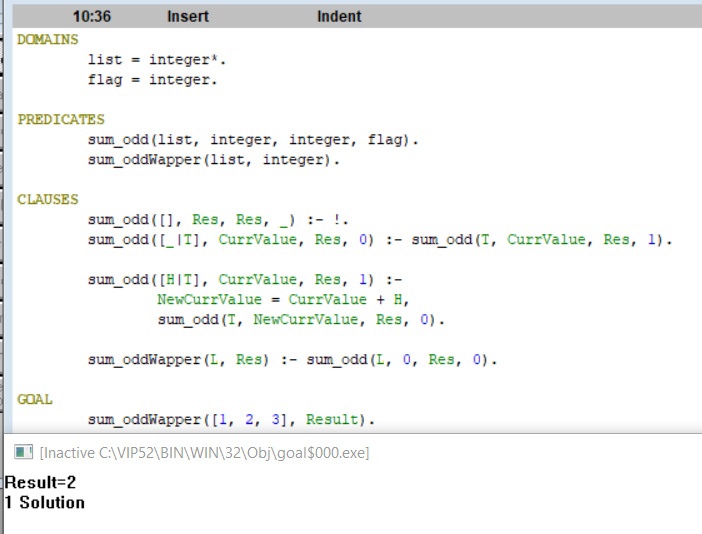 10:36 Insert Indent
DOMAINS
list = integer*.
flag = integer.
PREDICATES
sum_odd(list, integer, integer, flag).
sum_oddWapper(list, integer).
CLAUSES
sum_odd([], Res, Res, _) :- !.
sum_odd([_|T], CurrValue, Res, 0) :- sum_odd(T, CurrValue, Res, 1).
sum_odd([H|T], CurrValue, Res, 1) :-
NewCurrValue = CurrValue + H,
sum_odd(T, NewCurrValue, Res, 0).
sum_oddWapper(L, Res) :- sum_odd(L, 0, Res, 0).
GOAL
sum_oddWapper([1, 2, 3], Result).
[Inactive C:\VIP52\BIN\WIN\32\Obj\goal$000.exe]
Result=2
1 Solution